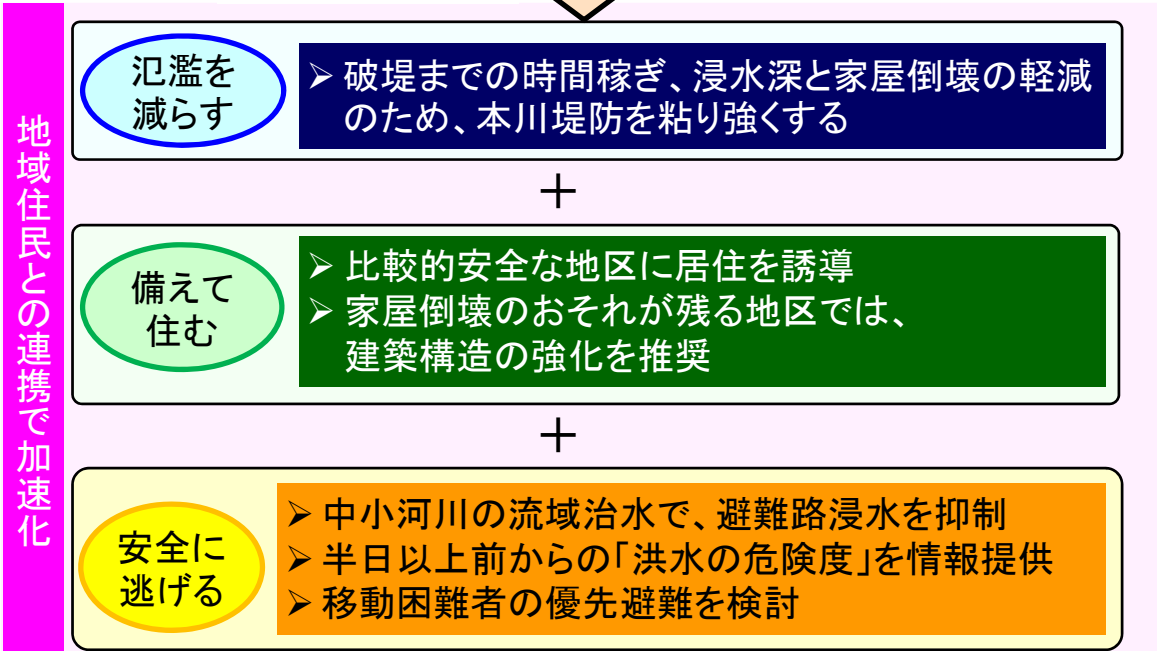 地域住民との連携で加速化
氾濫を
減らす
➢ 破堤までの時間稼ぎ、浸水深と家屋倒壊の軽減
のため、本川堤防を粘り強くする
＋
備えて
住む
➢ 比較的安全な地区に居住を誘導
➢ 家屋倒壊のおそれが残る地区では、
建築構造の強化を推奨
＋
安全に
逃げる
➢ 中小河川の流域治水で、避難路浸水を抑制
➢ 半日以上前からの「洪水の危険度」を情報提供
➢ 移動困難者の優先避難を検討